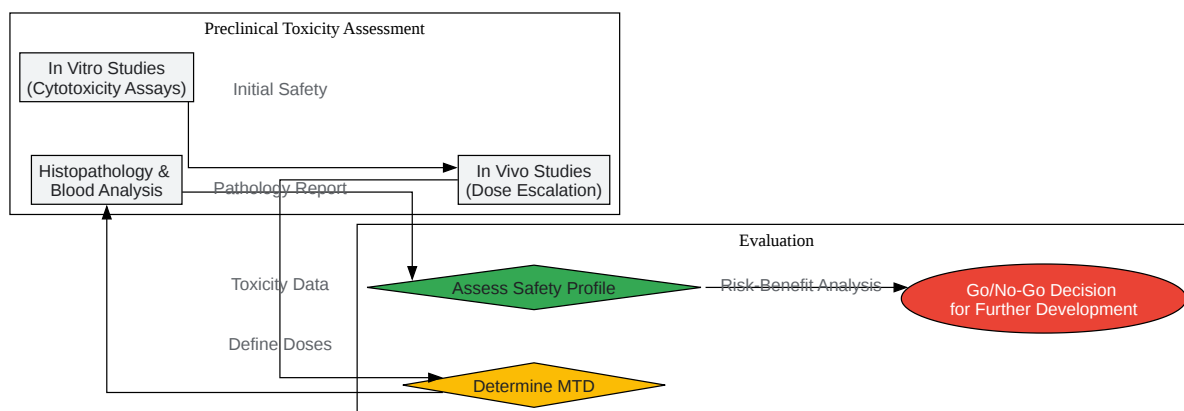 Preclinical Toxicity Assessment
In Vitro Studies
(Cytotoxicity Assays)
Initial Safety
Histopathology &
Blood Analysis
Pathology Report
In Vivo Studies
(Dose Escalation)
Evaluation
Toxicity Data
Assess Safety Profile
Risk-Benefit Analysis
Go/No-Go Decision
for Further Development
Define Doses
Determine MTD